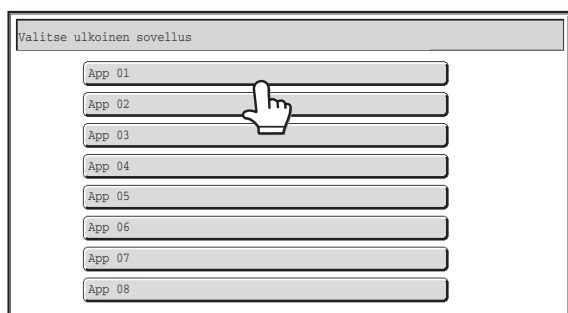 Valitse ulkoinen sovellus
App 01
App 02
App 03
App 04
App 05
App 06
App 07
App 08